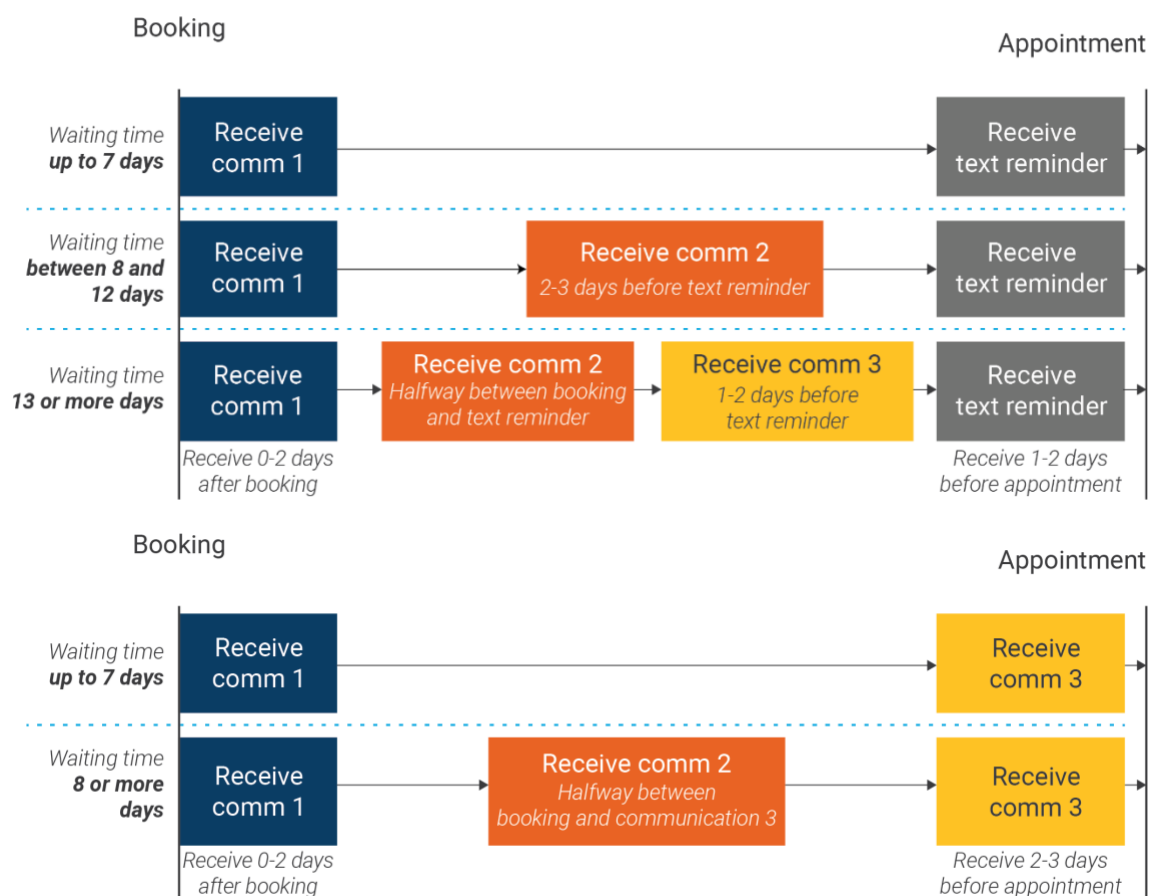 Booking
Appointment
Waiting time
up to 7 days
Receive
comm 1
Receive
text reminder
Waiting time
between 8 and
12 days
Receive
comm 1
Receive comm 2
2-3 days before text reminder
Receive
text reminder
Waiting time
13 or more days
Receive
comm 1
Receive comm 2
Halfway between booking
and text reminder
Receive comm 3
1-2 days before
text reminder
Receive
text reminder
Receive 0-2 days
after booking
Receive 1-2 days
before appointment
Booking
Appointment
Waiting time
up to 7 days
Receive
comm 1
Receive
comm 3
Waiting time
8 or more
days
Receive
comm 1
Receive comm 2
Halfway between
booking and communication 3
Receive
comm 3
Receive 0-2 days
after booking
Receive 2-3 days
before appointment